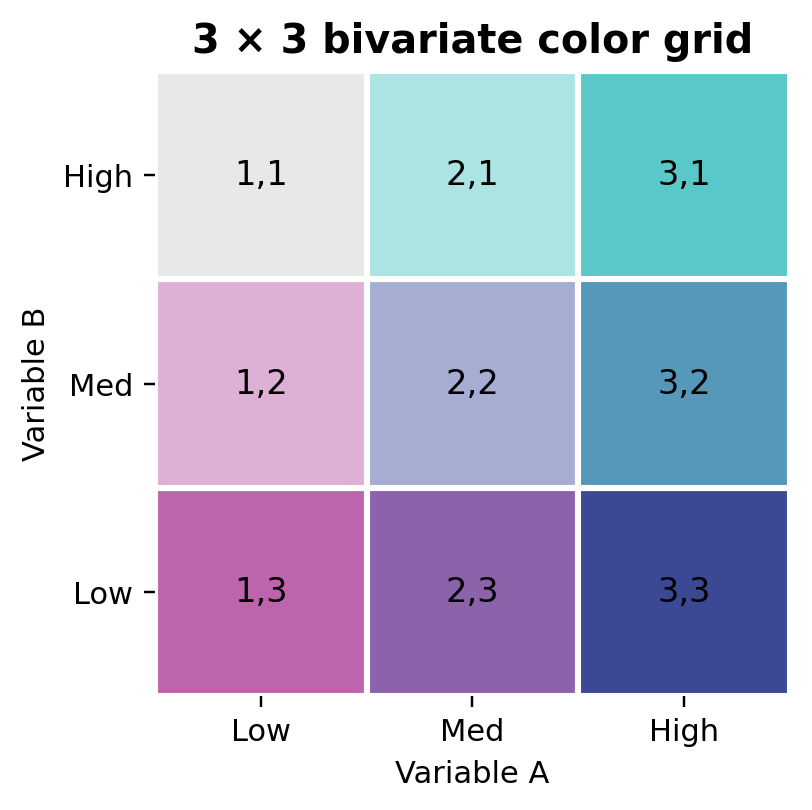 3 × 3 bivariate color grid
High
1,1
2,1
3,1
Variable B
Med
1,2
2,2
3,2
Low
1,3
2,3
3,3
Low
Med
High
Variable A